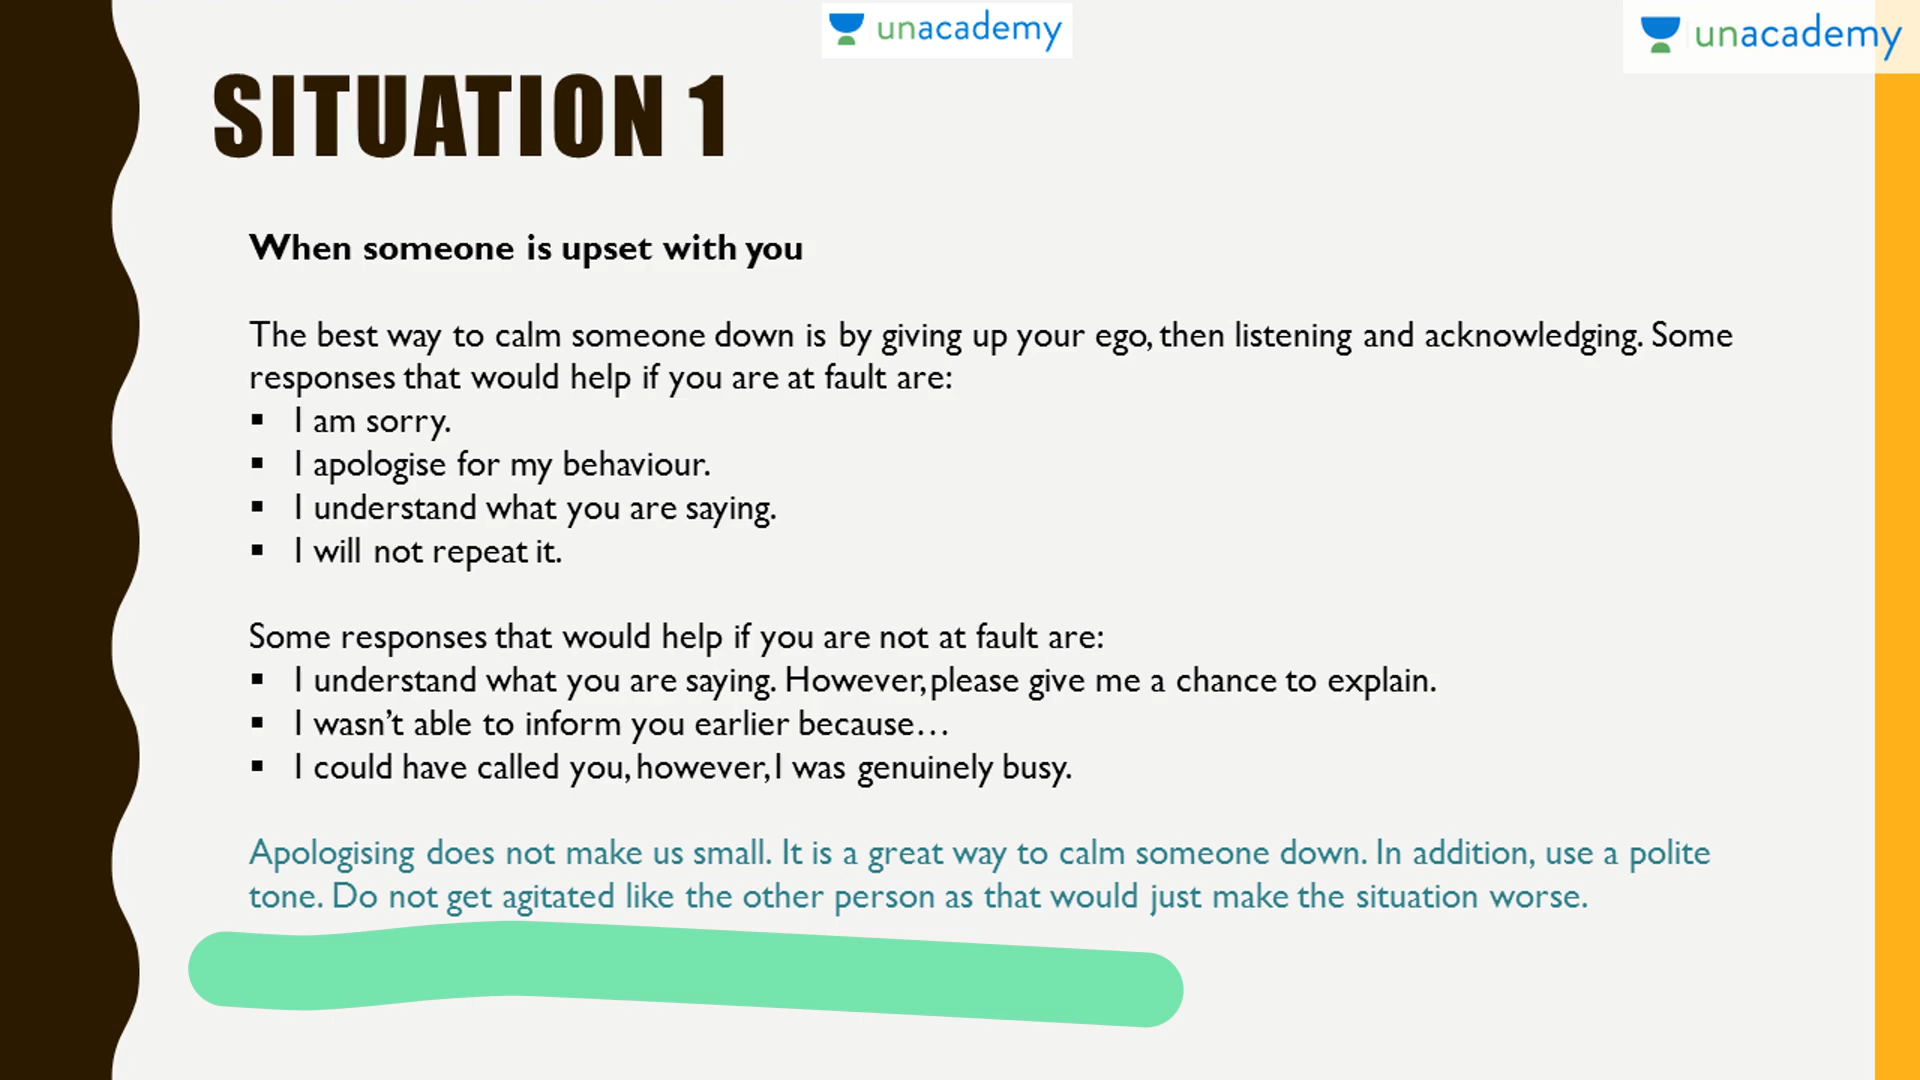 unacademy
unacademy
SITUATION 1
When someone is upset with you
The best way to calm someone down is by giving up your ego, then listening and acknowledging. Some
responses that would help if you are at fault are:
▪ I am sorry.
▪ I apologise for my behaviour.
▪ I understand what you are saying.
▪ I will not repeat it.
Some responses that would help if you are not at fault are:
▪ I understand what you are saying. However, please give me a chance to explain.
▪ I wasn't able to inform you earlier because…
▪ I could have called you, however, I was genuinely busy.
Apologising does not make us small. It is a great way to calm someone down. In addition, use a polite
tone. Do not get agitated like the other person as that would just make the situation worse.